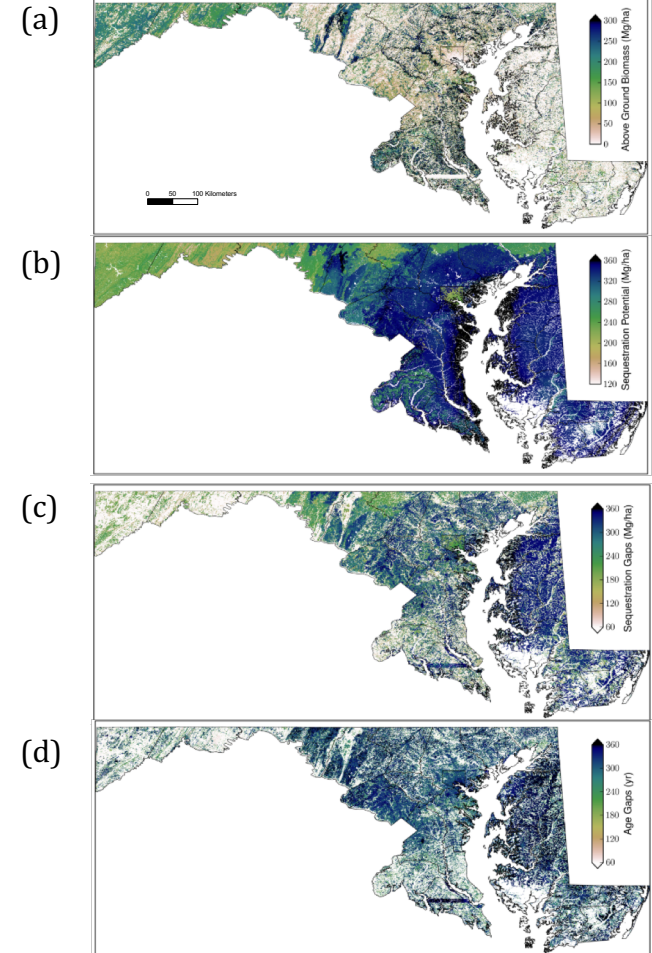 (a)
300
250
200
150
100
50
0
Above Ground Biomass (Mg/ha)
0 50 100 Kilometers
(b)
360
320
280
240
200
160
120
Sequestration Potential (Mg/ha)
(c)
360
300
240
180
120
60
Sequestration Gaps (Mg/ha)
(d)
360
300
240
180
120
60
Age Gaps (yr)